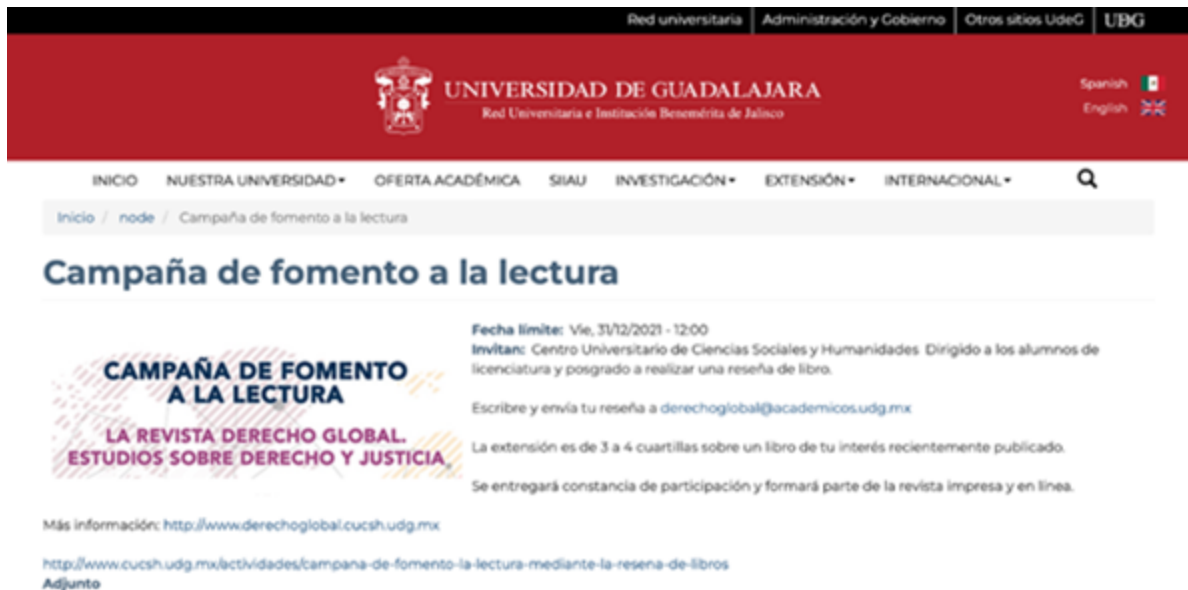 Red universitaria Administración y Gobierno Otros sitios UdeG UBG
UNIVERSIDAD DE GUADALAJARA
Red Universitaria e Institución Benemérita de Jalisco
Spanish
English
INICIO NUESTRA UNIVERSIDAD OFERTA ACADÉMICA SIIAU INVESTIGACIÓN EXTENSIÓN INTERNACIONAL
Inicio / node / Campaña de fomento a la lectura
Campaña de fomento a la lectura
CAMPAÑA DE FOMENTO
A LA LECTURA
LA REVISTA DERECHO GLOBAL.
ESTUDIOS SOBRE DERECHO Y JUSTICIA
Fecha límite: Vie, 31/12/2021 - 12:00
Invitan: Centro Universitario de Ciencias Sociales y Humanidades Dirigido a los alumnos de
licenciatura y posgrado a realizar una reseña de libro.
Escribe y envía tu reseña a derechoglobal@academicos.udg.mx
La extensión es de 3 a 4 cuartillas sobre un libro de tu interés recientemente publicado.
Se entregará constancia de participación y formará parte de la revista impresa y en línea.
Más información: http://www.derechoglobal.cucsh.udg.mx
http://www.cucsh.udg.mx/actividades/campana-de-fomento-la-lectura-mediante-la-resena-de-libros
Adjunto